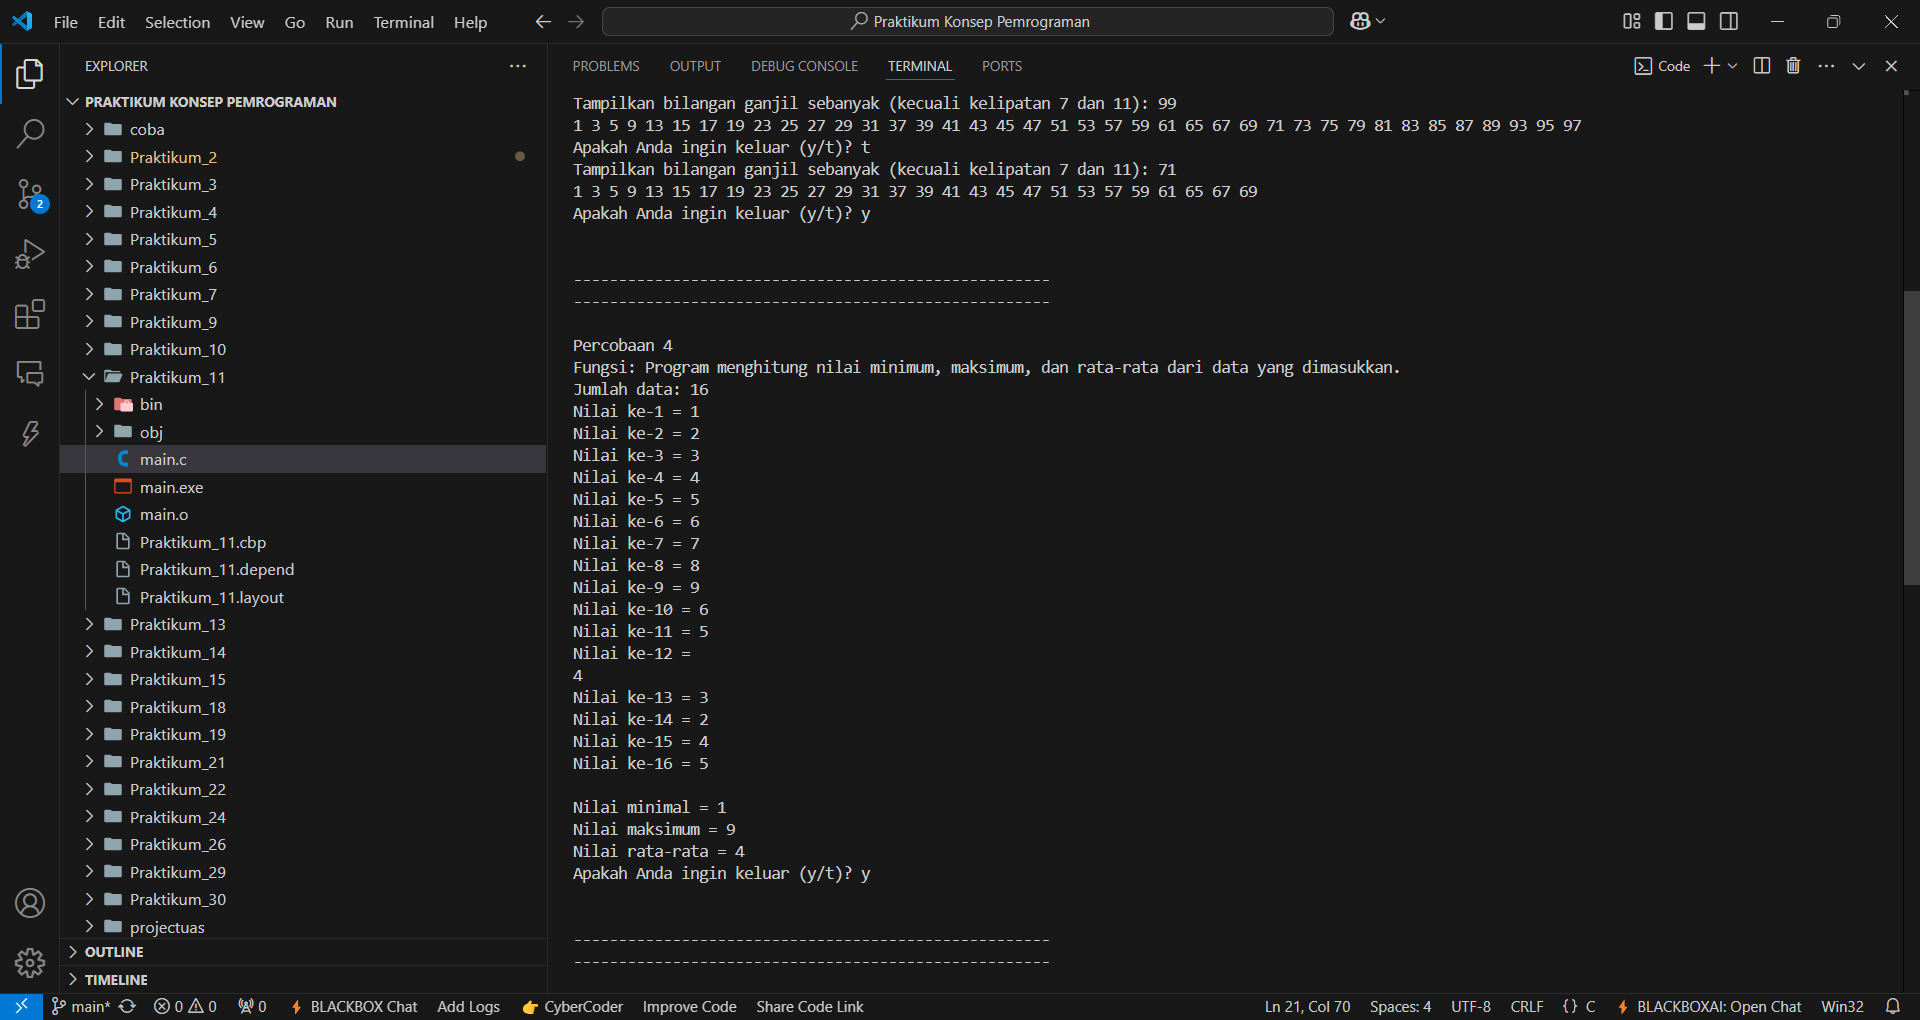 File Edit Selection View Go Run Terminal Help
Praktikum Konsep Pemrograman
EXPLORER
PRAKTIKUM KONSEP PEMROGRAMAN
coba
Praktikum_2
Praktikum_3
Praktikum_4
2
Praktikum_5
Praktikum_6
Praktikum_7
Praktikum_9
Praktikum_10
Praktikum_11
bin
obj
main.c
main.exe
main.o
Praktikum_11.cbp
Praktikum_11.depend
Praktikum_11.layout
Praktikum_13
Praktikum_14
Praktikum_15
Praktikum_18
Praktikum_19
Praktikum_21
Praktikum_22
Praktikum_24
Praktikum_26
Praktikum_29
Praktikum_30
projectuas
OUTLINE
TIMELINE
PROBLEMS OUTPUT DEBUG CONSOLE TERMINAL PORTS
Code
Tampilkan bilangan ganjil sebanyak (kecuali kelipatan 7 dan 11): 99
1 3 5 9 13 15 17 19 23 25 27 29 31 37 39 41 43 45 47 51 53 57 59 61 65 67 69 71 73 75 79 81 83 85 87 89 93 95 97
Apakah Anda ingin keluar (y/t)? t
Tampilkan bilangan ganjil sebanyak (kecuali kelipatan 7 dan 11): 71
1 3 5 9 13 15 17 19 23 25 27 29 31 37 39 41 43 45 47 51 53 57 59 61 65 67 69
Apakah Anda ingin keluar (y/t)? y
-----------------------------------------------------
-----------------------------------------------------
Percobaan 4
Fungsi: Program menghitung nilai minimum, maksimum, dan rata-rata dari data yang dimasukkan.
Jumlah data: 16
Nilai ke-1 = 1
Nilai ke-2 = 2
Nilai ke-3 = 3
Nilai ke-4 = 4
Nilai ke-5 = 5
Nilai ke-6 = 6
Nilai ke-7 = 7
Nilai ke-8 = 8
Nilai ke-9 = 9
Nilai ke-10 = 6
Nilai ke-11 = 5
Nilai ke-12 =
4
Nilai ke-13 = 3
Nilai ke-14 = 2
Nilai ke-15 = 4
Nilai ke-16 = 5
Nilai minimal = 1
Nilai maksimum = 9
Nilai rata-rata = 4
Apakah Anda ingin keluar (y/t)? y
-----------------------------------------------------
-----------------------------------------------------
main* 0 0 0 BLACKBOX Chat Add Logs CyberCoder Improve Code Share Code Link Ln 21, Col 70 Spaces: 4 UTF-8 CRLF {} C BLACKBOXAI: Open Chat Win32